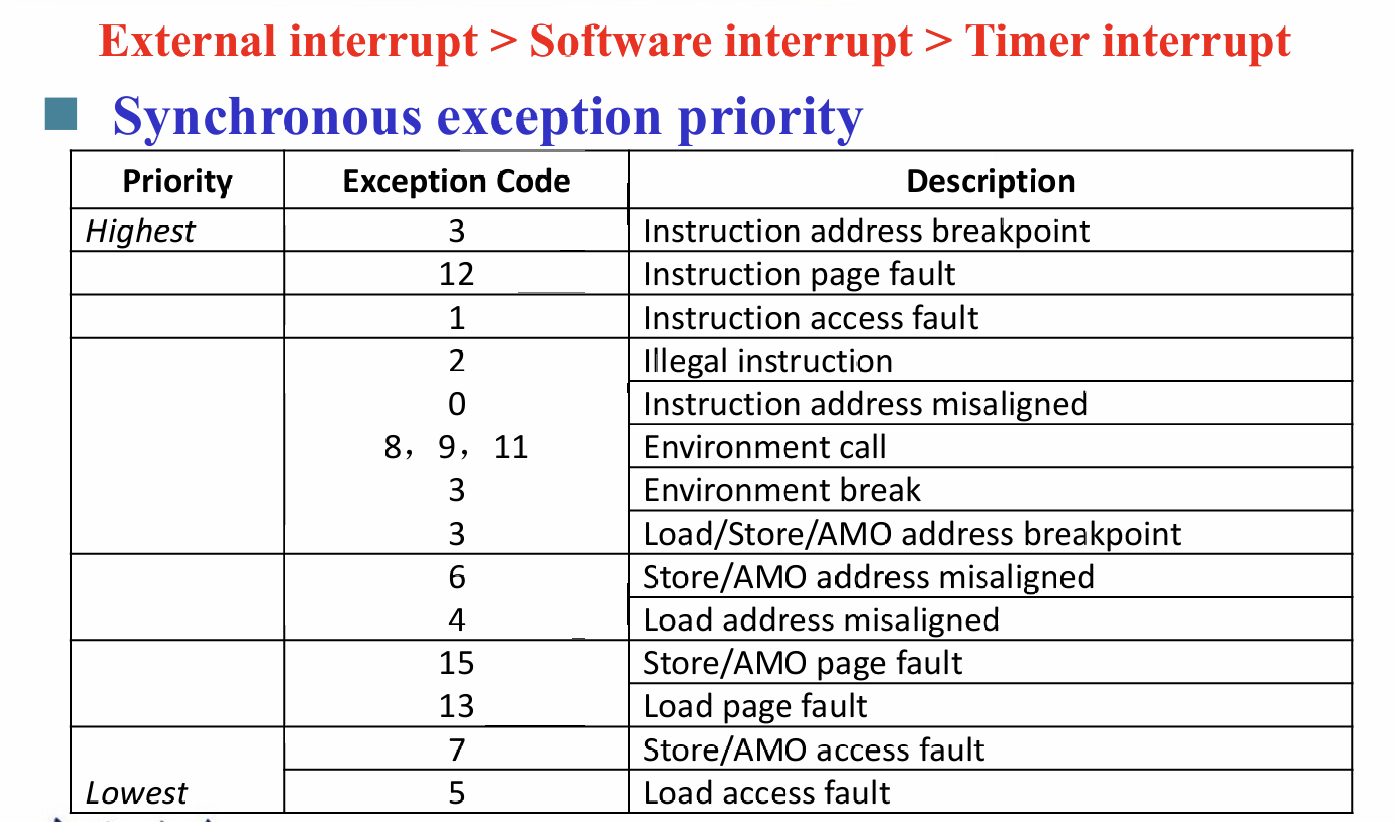 External interrupt > Software interrupt > Timer interrupt
Synchronous exception priority
Priority Exception Code Description
Highest 3 Instruction address breakpoint
12 Instruction page fault
1 Instruction access fault
2 Illegal instruction
0 Instruction address misaligned
8，9，11 Environment call
3 Environment break
3 Load/Store/AMO address breakpoint
6 Store/AMO address misaligned
4 Load address misaligned
15 Store/AMO page fault
13 Load page fault
7 Store/AMO access fault
Lowest 5 Load access fault